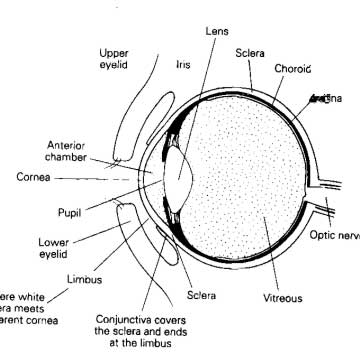 Lens
Upper
eyelid
Iris
Sclera
Choroid
Anterior
chamber
Cornea
Pupil
Lower
eyelid
Limbus
ere white
era meets
arent cornea
Conjunctiva covers
the sclera and ends
at the limbus
Sclera
Vitreous
Optic nerv